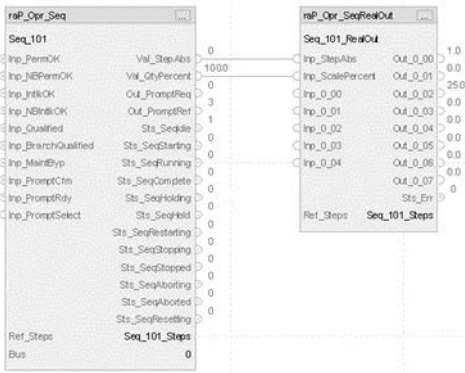 raP_Opr_Seq ...
Seq_101
Inp_PermOK Val_StepAbs 0
Inp_NBPermOK Val_QtyPercent 100.0
Inp_IntlkOK Out_PromptReq 0
Inp_NBIntlkOK Out_PromptRef 3
Inp_Qualified Sts_SeqIdle 1
Inp_BranchQualified Sts_SeqStarting 0
Inp_MaintByp Sts_SeqRunning 0
Inp_PromptCfm Sts_SeqComplete 0
Inp_PromptRdy Sts_SeqHolding 0
Inp_PromptSelect Sts_SeqHeld 0
Sts_SeqRestarting 0
Sts_SeqStopping 0
Sts_SeqStopped 0
Sts_SeqAborting 0
Sts_SeqAborted 0
Sts_SeqResetting 0
Ref_Steps Seq_101_Steps
Bus 0
raP_Opr_SeqRealOut ...
Seq_101_RealOut
Inp_StepAbs Out_0_00 1.0
Inp_ScalePercent Out_0_01 0.0
Inp_0_00 Out_0_02 25.0
Inp_0_01 Out_0_03 0.0
Inp_0_02 Out_0_04 0.0
Inp_0_03 Out_0_05 0.0
Inp_0_04 Out_0_06 0.0
Out_0_07 0.0
Sts_Err 0
Ref_Steps Seq_101_Steps